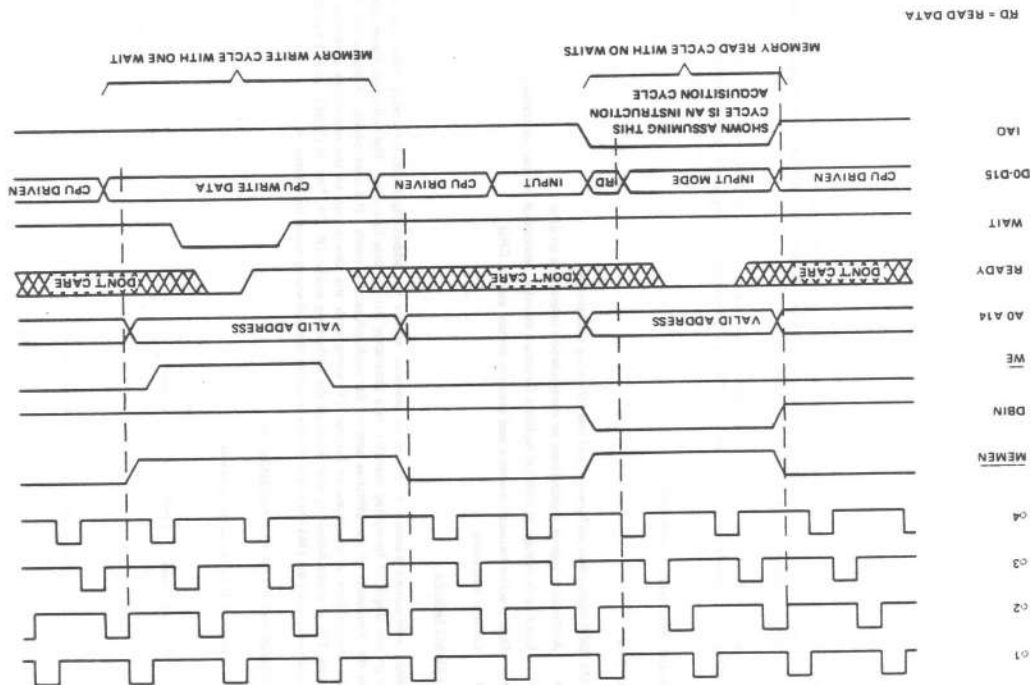 φ1
φ2
φ3
φ4
MEMEN
DBIN
WE
A0 A14 VALID ADDRESS VALID ADDRESS
READY DON'T CARE DON'T CARE DON'T CARE
WAIT
D0-D15 CPU DRIVEN INPUT MODE RD INPUT CPU DRIVEN CPU WRITE DATA CPU DRIVEN
IAQ
SHOWN ASSUMING THIS
CYCLE IS AN INSTRUCTION
ACQUISITION CYCLE
MEMORY READ CYCLE WITH NO WAITS
MEMORY WRITE CYCLE WITH ONE WAIT
RD = READ DATA